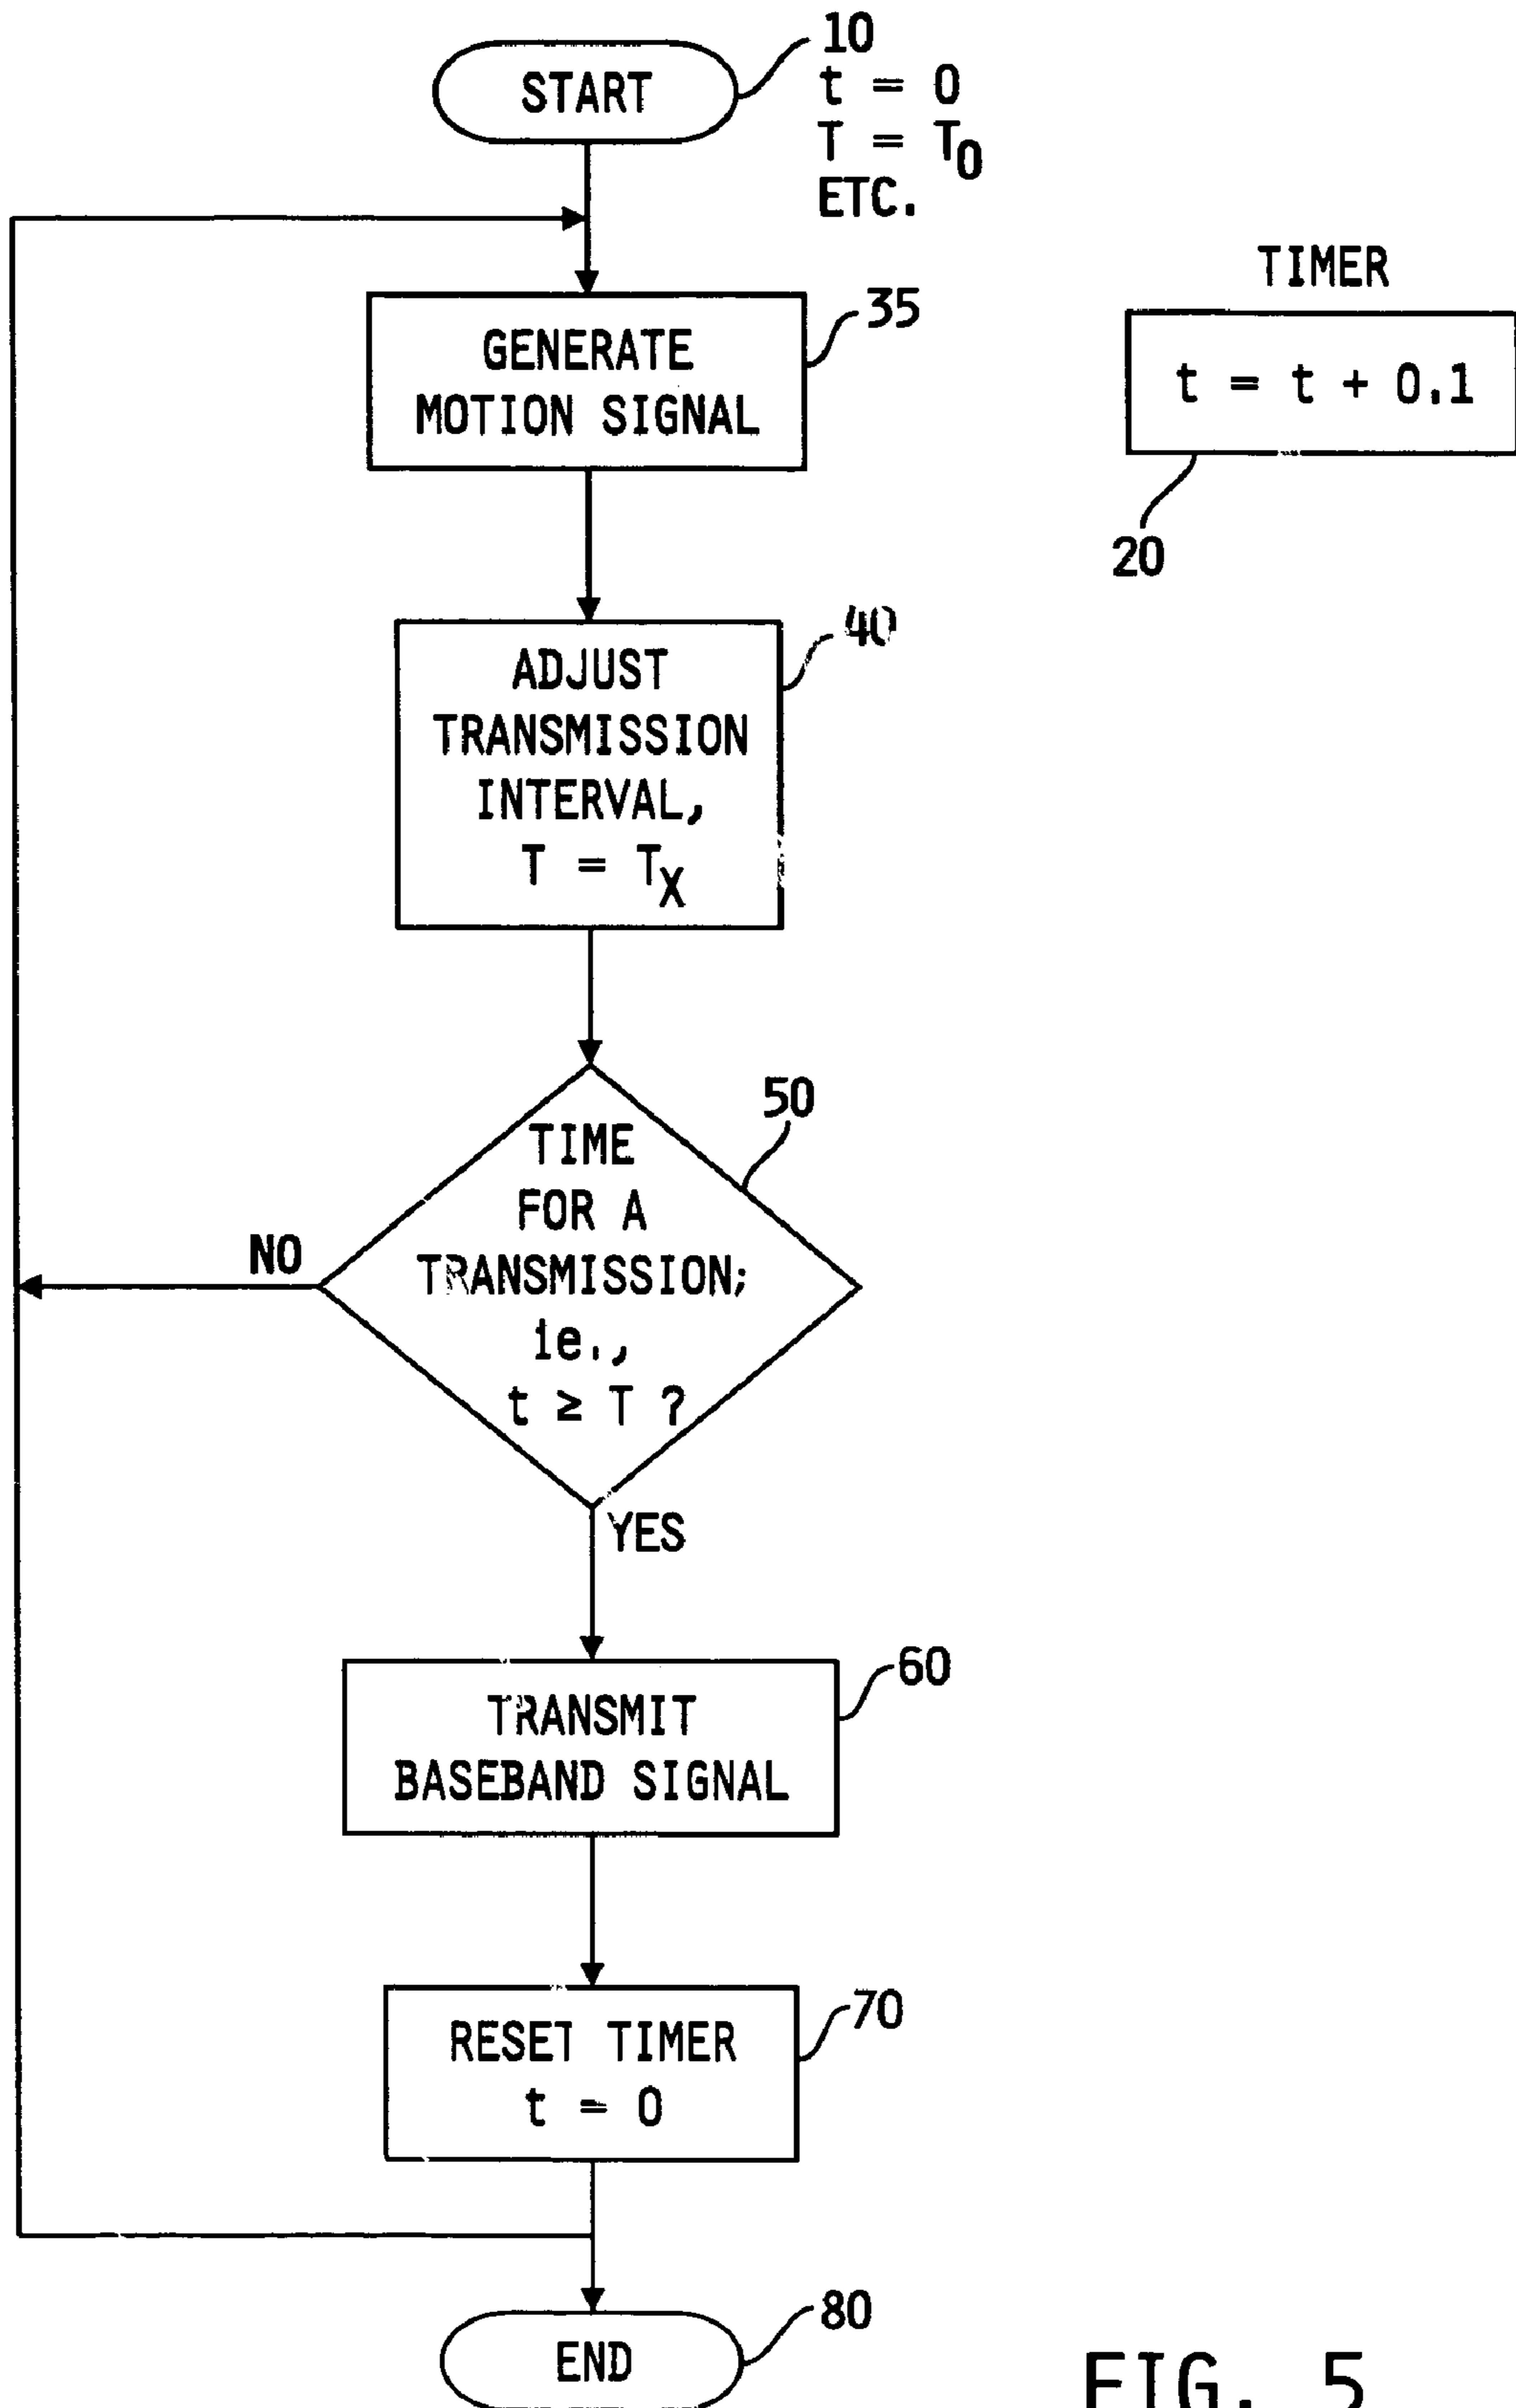 START
10
t = 0
T = T0
ETC.
TIMER
t = t + 0.1
20
GENERATE
MOTION SIGNAL
35
ADJUST
TRANSMISSION
INTERVAL,
T = TX
40
TIME
FOR A
TRANSMISSION;
ie.,
t ≥ T ?
50
NO
YES
TRANSMIT
BASEBAND SIGNAL
60
RESET TIMER
t = 0
70
END
80
FIG. 5